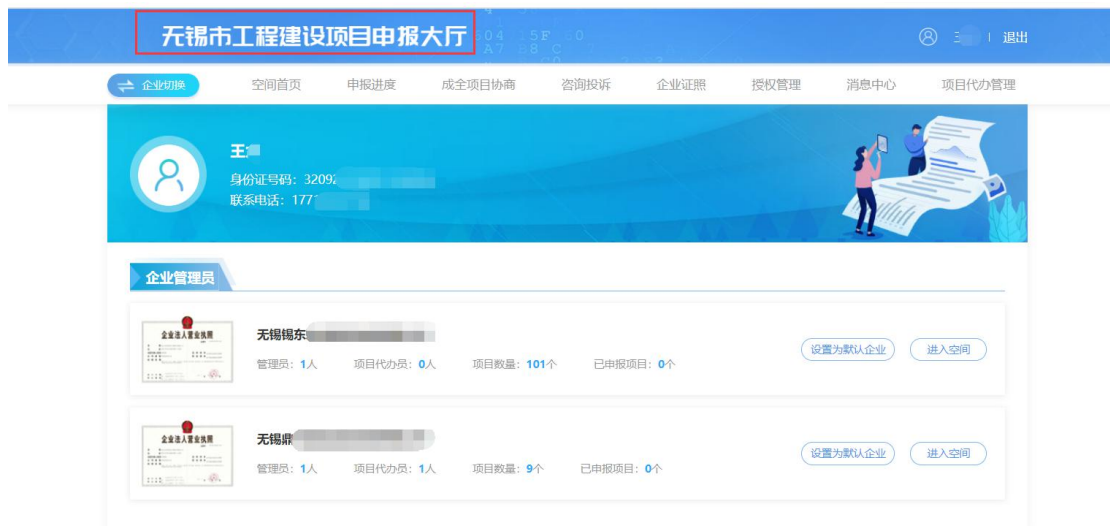 无锡市工程建设项目申报大厅
退出
企业切换 空间首页 申报进度 成全项目协商 咨询投诉 企业证照 授权管理 消息中心 项目代办管理
王
身份证号码：3209
联系电话：177
企业管理员
企业法人营业执照
无锡锡东
管理员：1人 项目代办员：0人 项目数量：101个 已申报项目：0个
设置为默认企业 进入空间
企业法人营业执照
无锡鼎
管理员：1人 项目代办员：1人 项目数量：9个 已申报项目：0个
设置为默认企业 进入空间